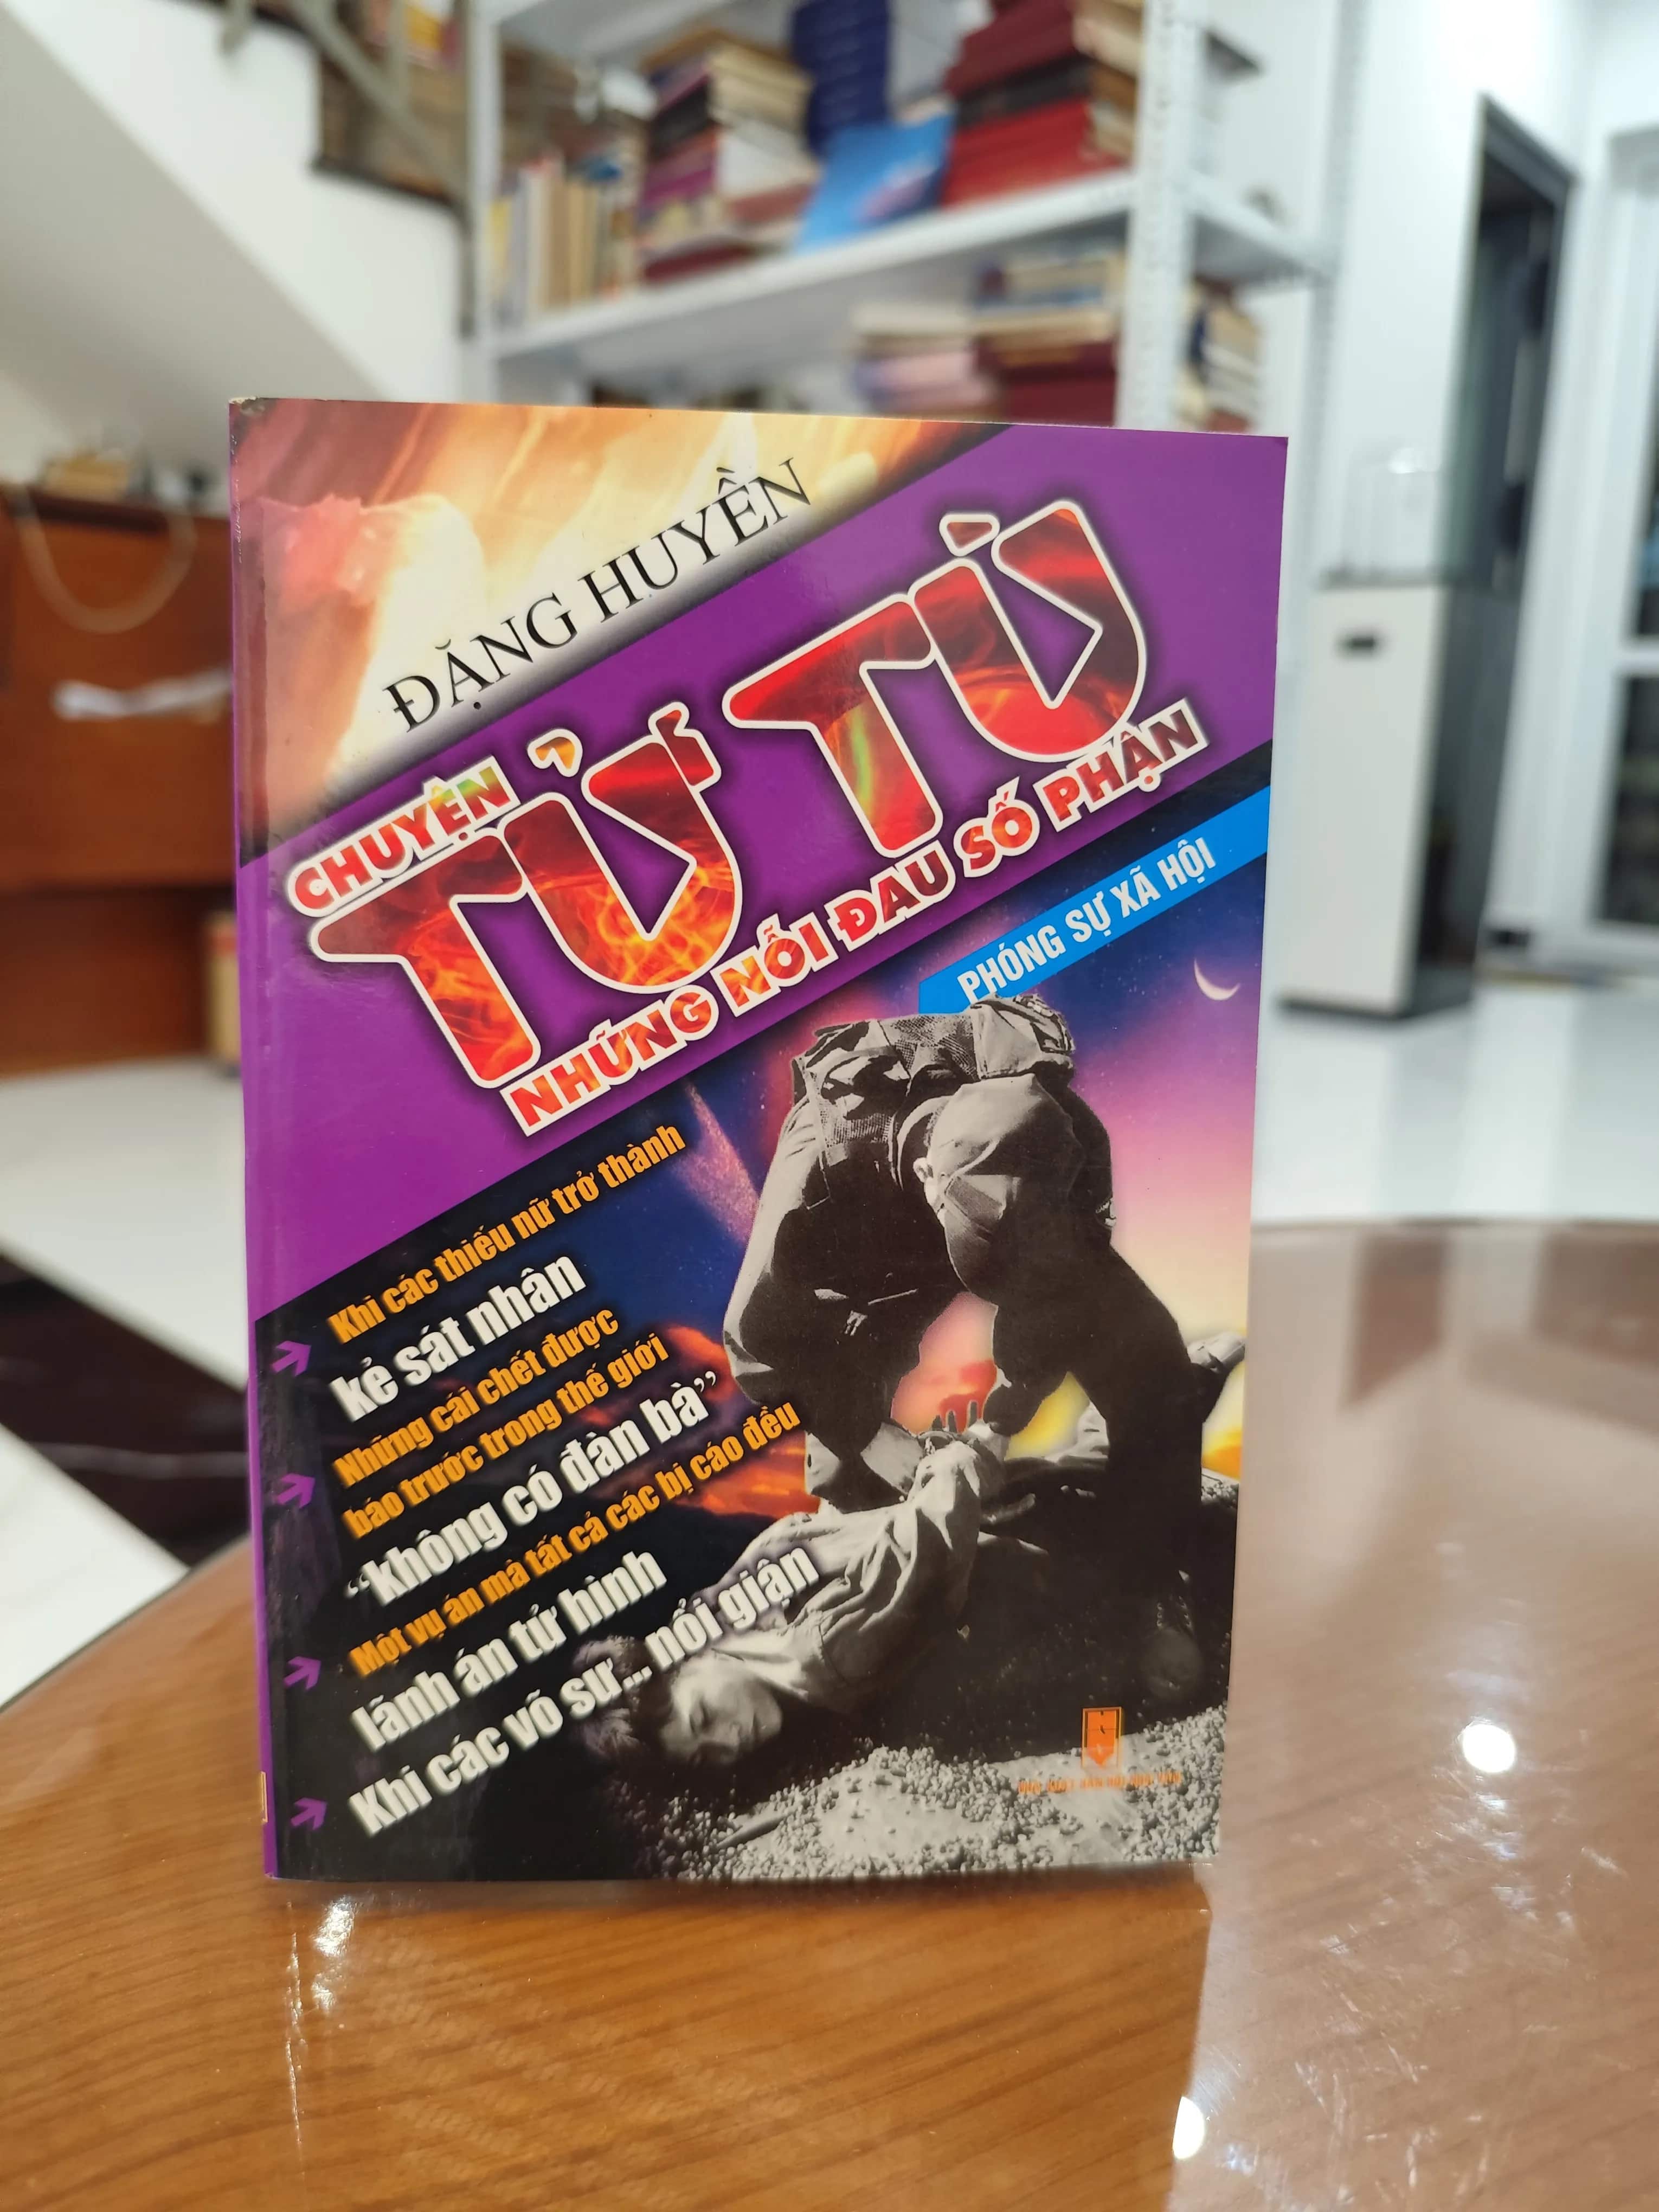 ĐẶNG HUYỀN
CHUYỆN
TỬ TÙ
NHỮNG NỖI ĐAU SỐ PHẬN
PHÓNG SỰ XÃ HỘI
Khi các thiếu nữ trở thành
kẻ sát nhân
Những cái chết được
báo trước trong thế giới
“không có đàn bà”
Một vụ án mà tất cả các bị cáo đều
lãnh án tử hình
Khi các võ sư... nổi giận